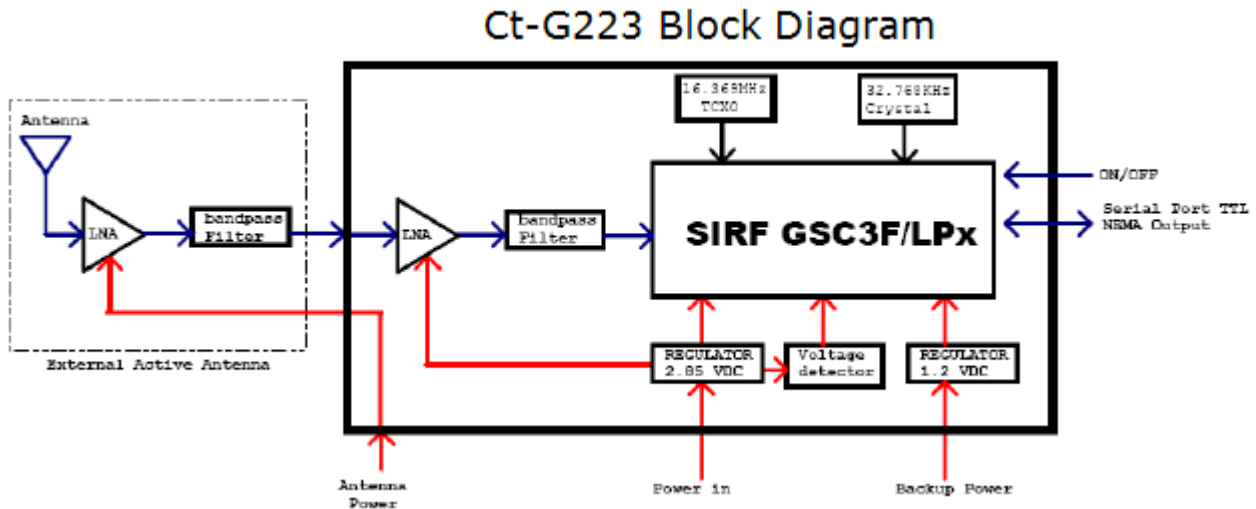 Ct-G223 Block Diagram
16.369MHz
TCXO
32.768KHz
Crystal
Antenna
LNA
bandpass
Filter
LNA
bandpass
Filter
SIRF GSC3F/LPx
ON/OFF
Serial Port TTL
NEMA Output
External Active Antenna
REGULATOR
2.85 VDC
Voltage
detector
REGULATOR
1.2 VDC
Antenna
Power
Power in
Backup Power